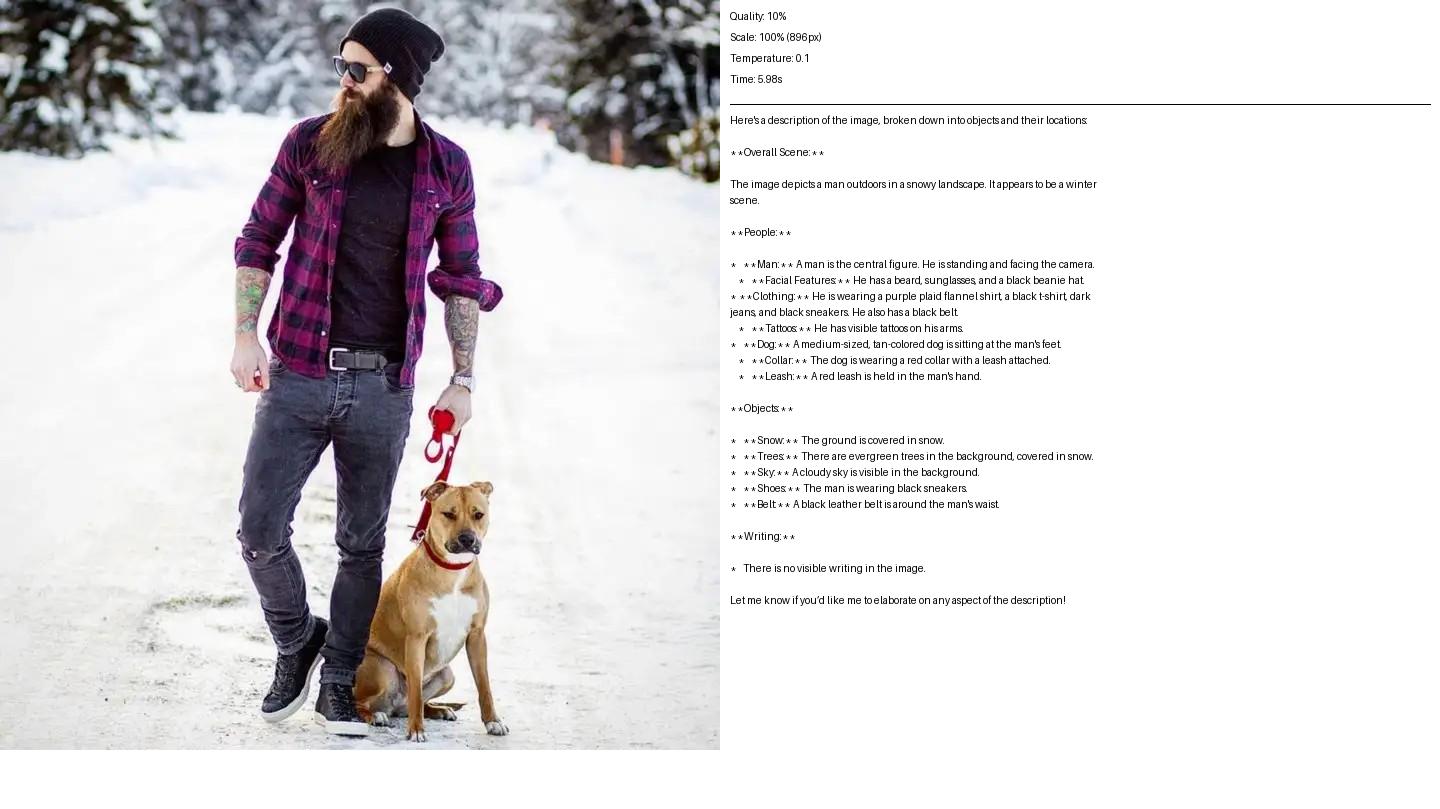 Quality: 10%
Scale: 100% (896px)
Temperature: 0.1
Time: 5.98s
Here's a description of the image, broken down into objects and their locations:
**Overall Scene:**
The image depicts a man outdoors in a snowy landscape. It appears to be a winter
scene.
**People:**
*   **Man:** A man is the central figure. He is standing and facing the camera.
    *   **Facial Features:** He has a beard, sunglasses, and a black beanie hat.
* **Clothing:** He is wearing a purple plaid flannel shirt, a black t-shirt, dark
jeans, and black sneakers. He also has a black belt.
    *   **Tattoos:** He has visible tattoos on his arms.
*   **Dog:** A medium-sized, tan-colored dog is sitting at the man's feet.
    *   **Collar:** The dog is wearing a red collar with a leash attached.
    *   **Leash:** A red leash is held in the man's hand.
**Objects:**
*   **Snow:** The ground is covered in snow.
*   **Trees:** There are evergreen trees in the background, covered in snow.
*   **Sky:** A cloudy sky is visible in the background.
*   **Shoes:** The man is wearing black sneakers.
*   **Belt:** A black leather belt is around the man's waist.
**Writing:**
*   There is no visible writing in the image.
Let me know if you’d like me to elaborate on any aspect of the description!